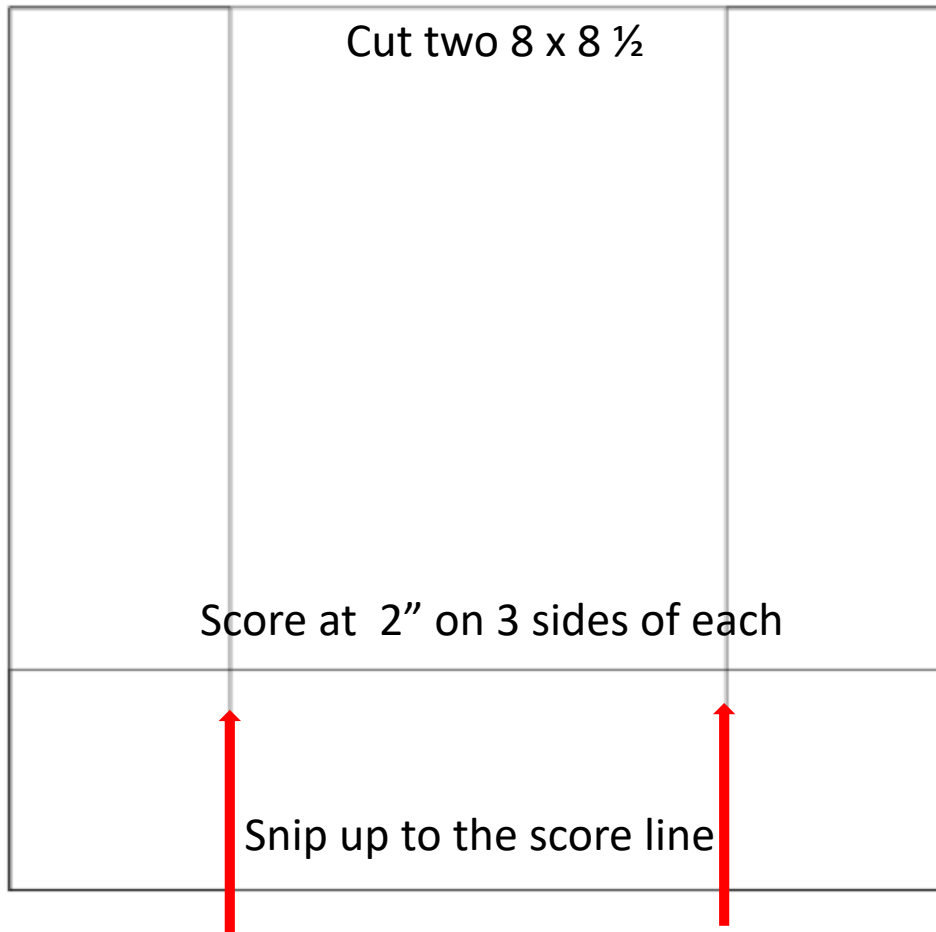 Cut two 8 x 8 ½
Score at  2” on 3 sides of each
Snip up to the score line